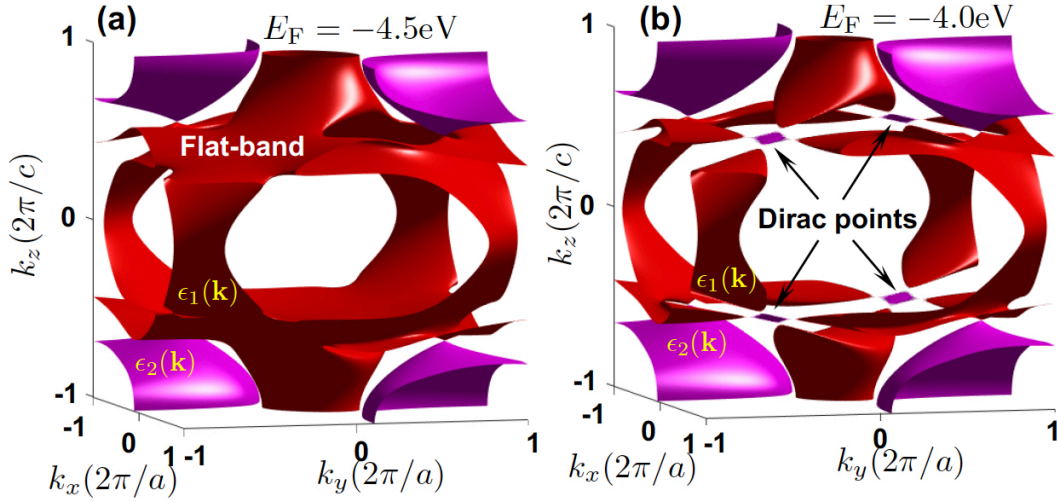 (a)
E_F = −4.5eV
1
0
-1
k_z(2π/c)
Flat-band
ϵ_1(k)
ϵ_2(k)
-1
0
1
k_x(2π/a)
-1
0
1
k_y(2π/a)
(b)
E_F = −4.0eV
1
0
-1
k_z(2π/c)
Dirac points
ϵ_1(k)
ϵ_2(k)
-1
0
1
k_x(2π/a)
-1
0
1
k_y(2π/a)